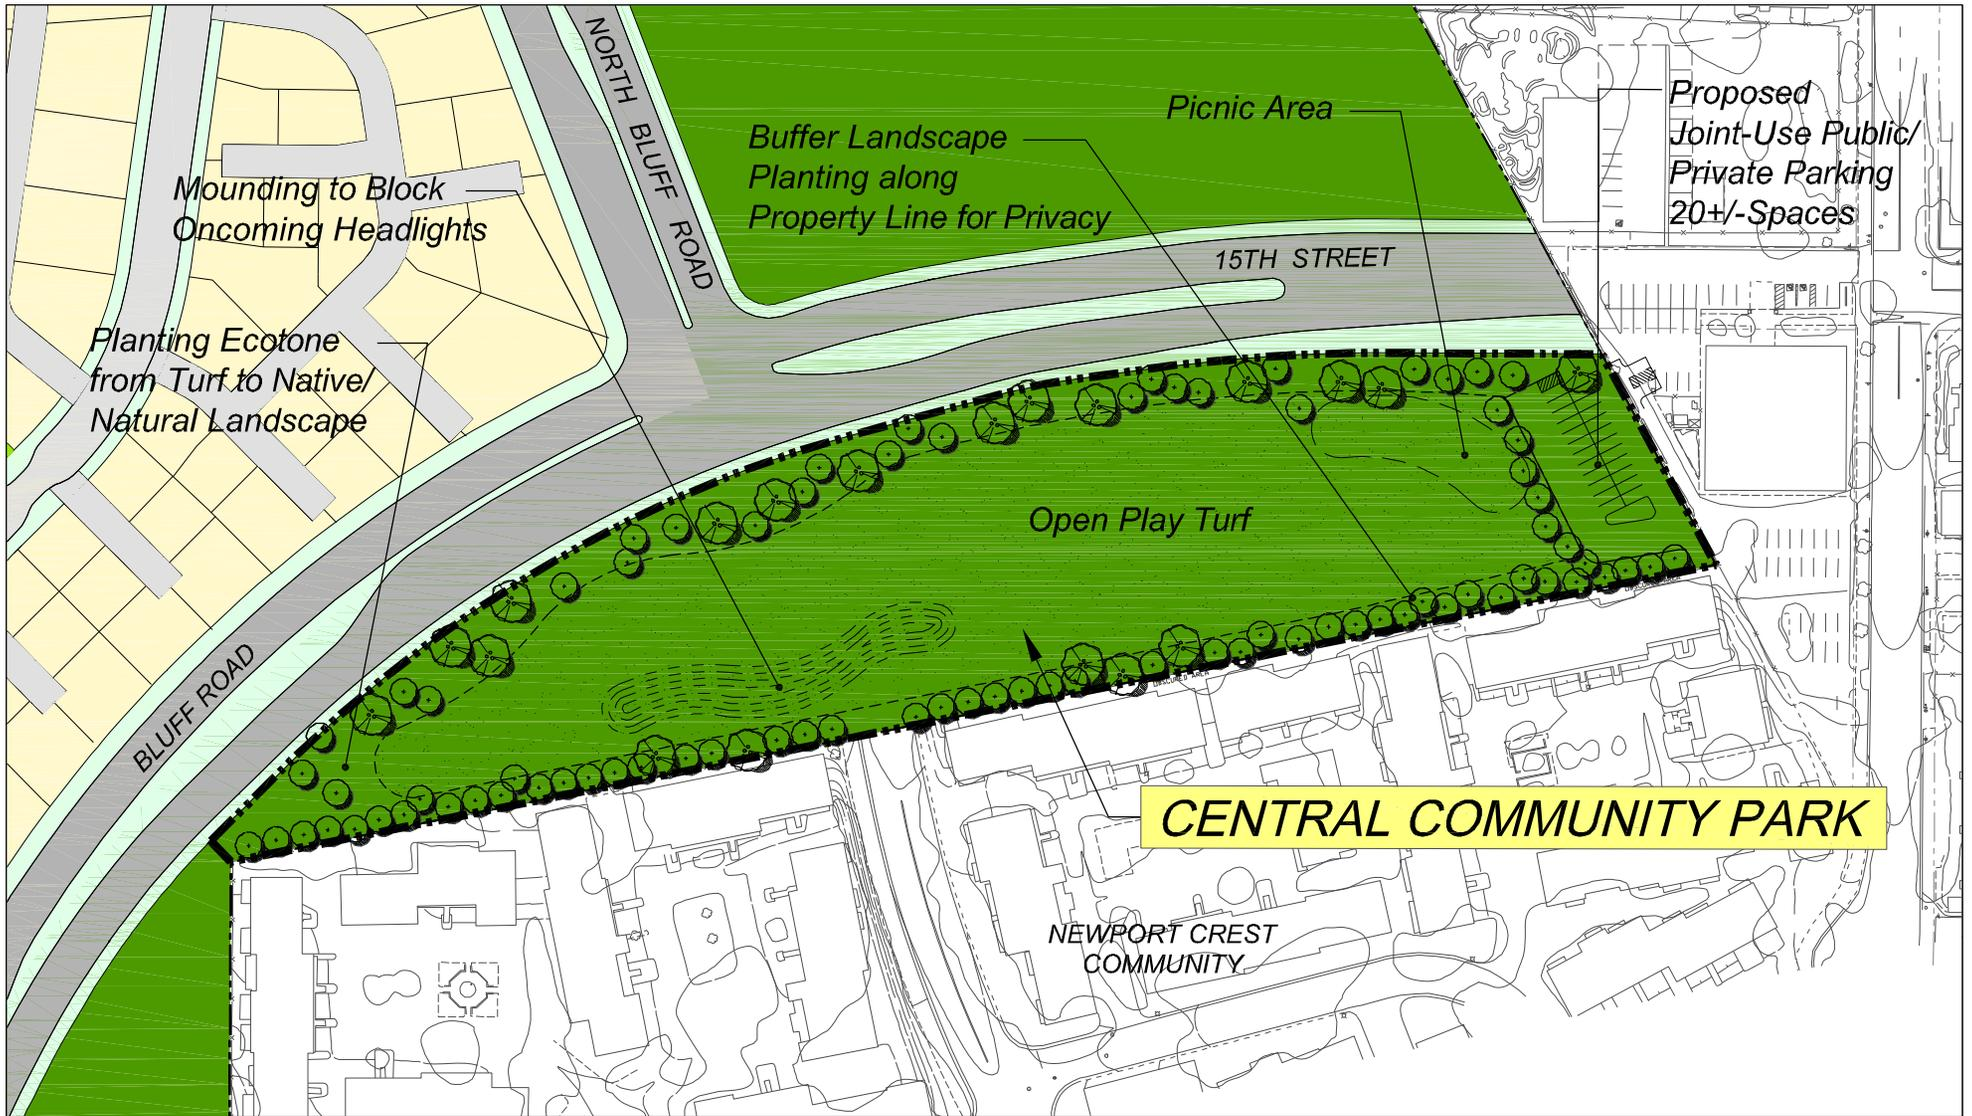 NORTH BLUFF ROAD
Picnic Area
Proposed
Joint-Use Public/
Private Parking
20+/-Spaces
Buffer Landscape
Planting along
Property Line for Privacy
Mounding to Block
Oncoming Headlights
15TH STREET
Planting Ecotone
from Turf to Native/
Natural Landscape
Open Play Turf
BLUFF ROAD
OBSCURED AREA
CENTRAL COMMUNITY PARK
NEWPORT CREST
COMMUNITY